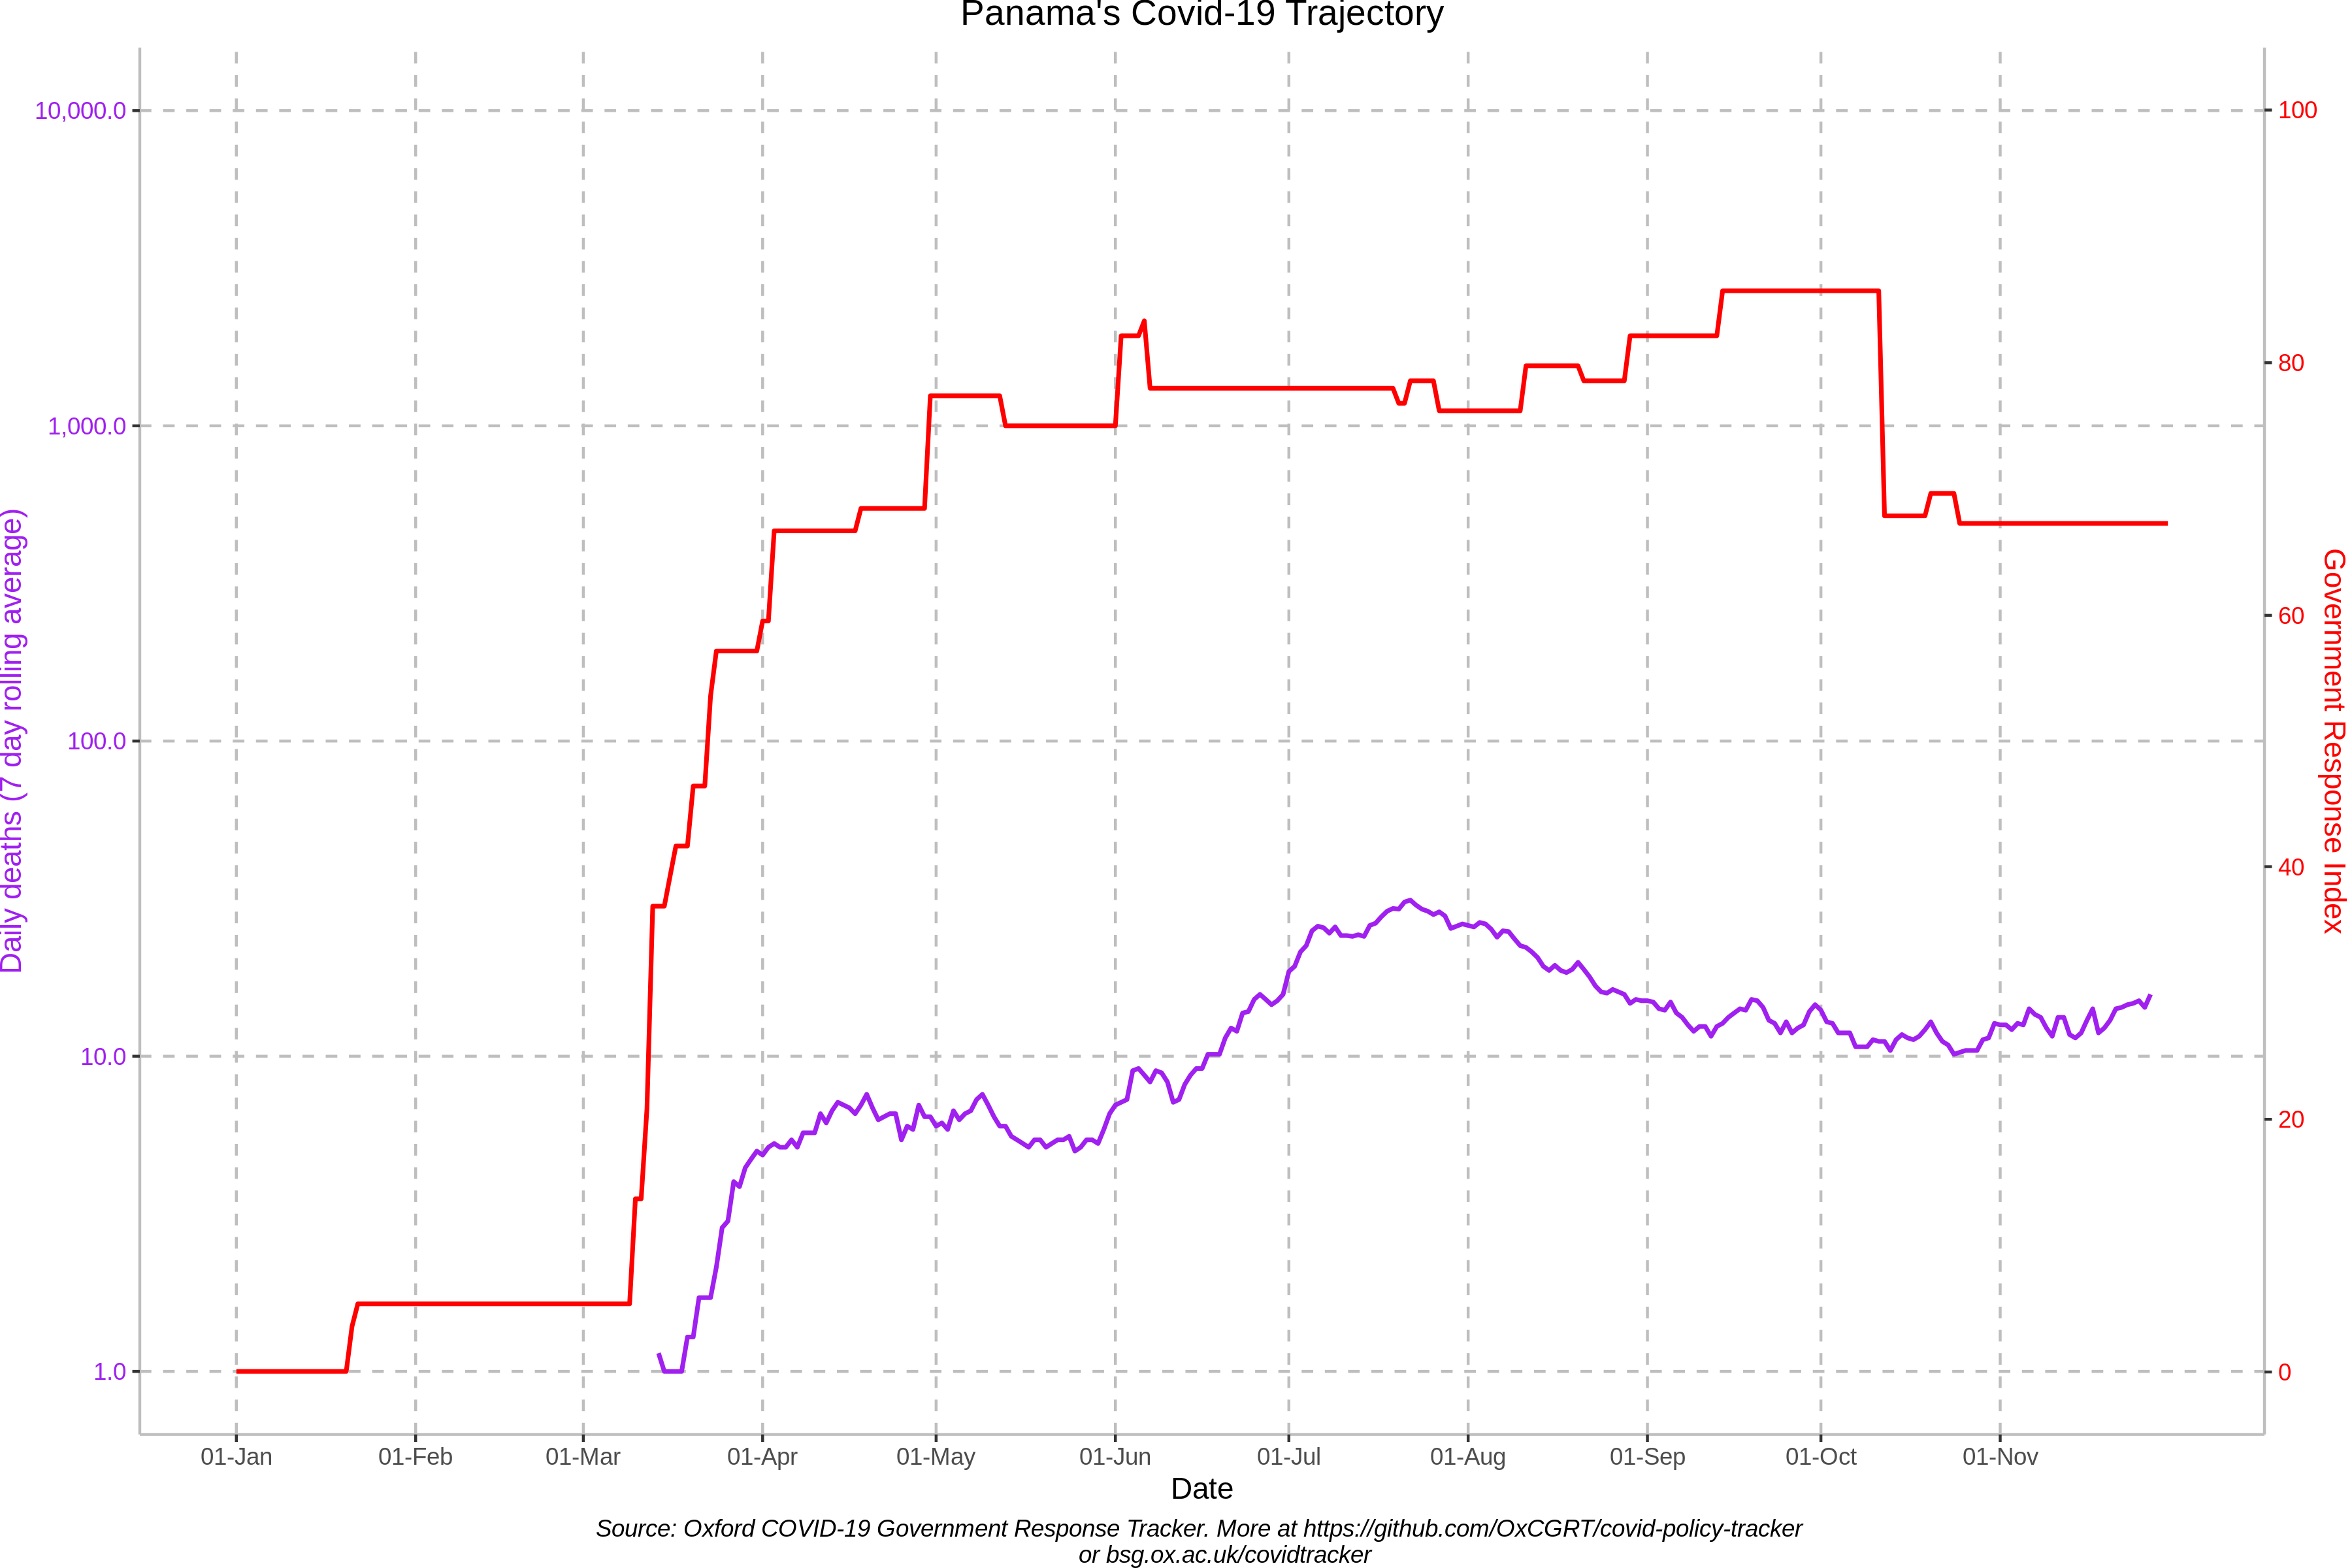 Panama's Covid-19 Trajectory
10,000.0
1,000.0
100.0
10.0
1.0
Daily deaths (7 day rolling average)
100
80
60
40
20
0
Government Response Index
01-Jan 01-Feb 01-Mar 01-Apr 01-May 01-Jun 01-Jul 01-Aug 01-Sep 01-Oct 01-Nov
Date
Source: Oxford COVID-19 Government Response Tracker. More at https://github.com/OxCGRT/covid-policy-tracker
or bsg.ox.ac.uk/covidtracker